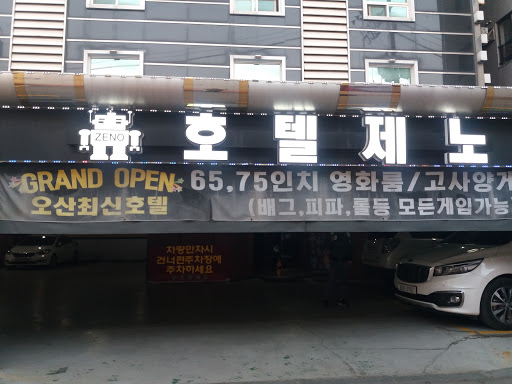 ZENO
호텔제노
GRAND OPEN 65,75인치 영화룸/고사양게
오산최신호텔 (배그,피파,롤등 모든게임가능
차량만차시
건너편주차장에
주차하세요